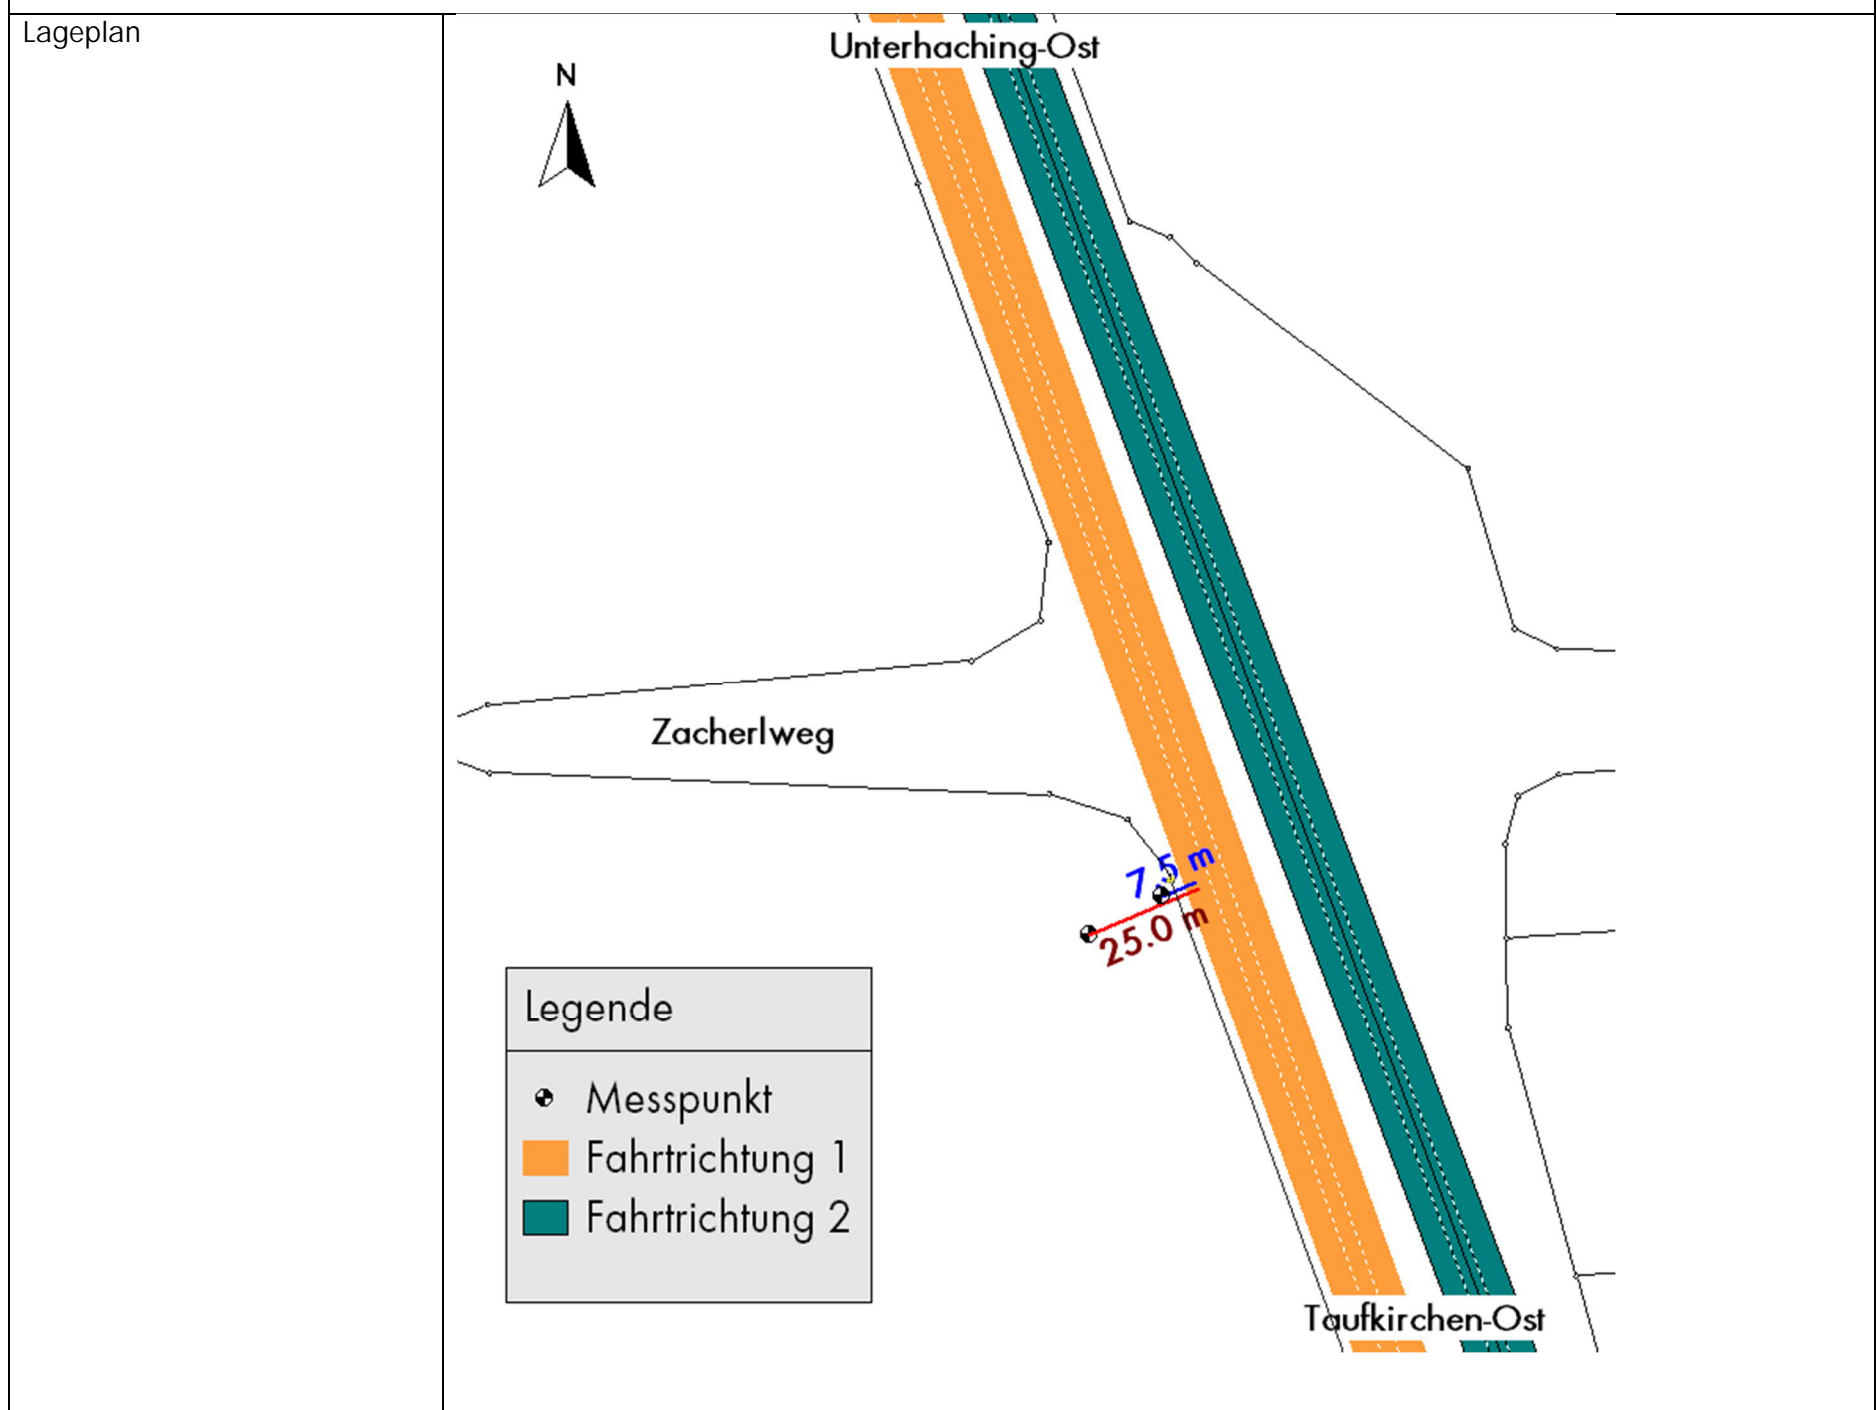 Lageplan
Unterhaching-Ost
N
Zacherlweg
7.5 m
25.0 m
Legende
Messpunkt
Fahrtrichtung 1
Fahrtrichtung 2
Taufkirchen-Ost